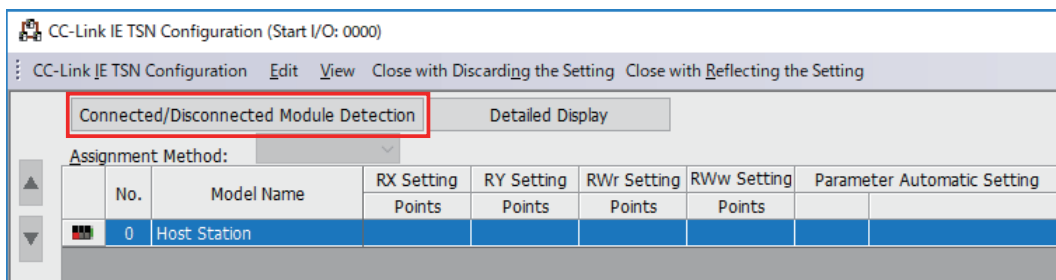 CC-Link IE TSN Configuration (Start I/O: 0000)
CC-Link IE TSN Configuration Edit View Close with Discarding the Setting Close with Reflecting the Setting
Connected/Disconnected Module Detection Detailed Display
Assignment Method:
No. Model Name RX Setting RY Setting RWr Setting RWw Setting Parameter Automatic Setting
Points Points Points Points
0 Host Station